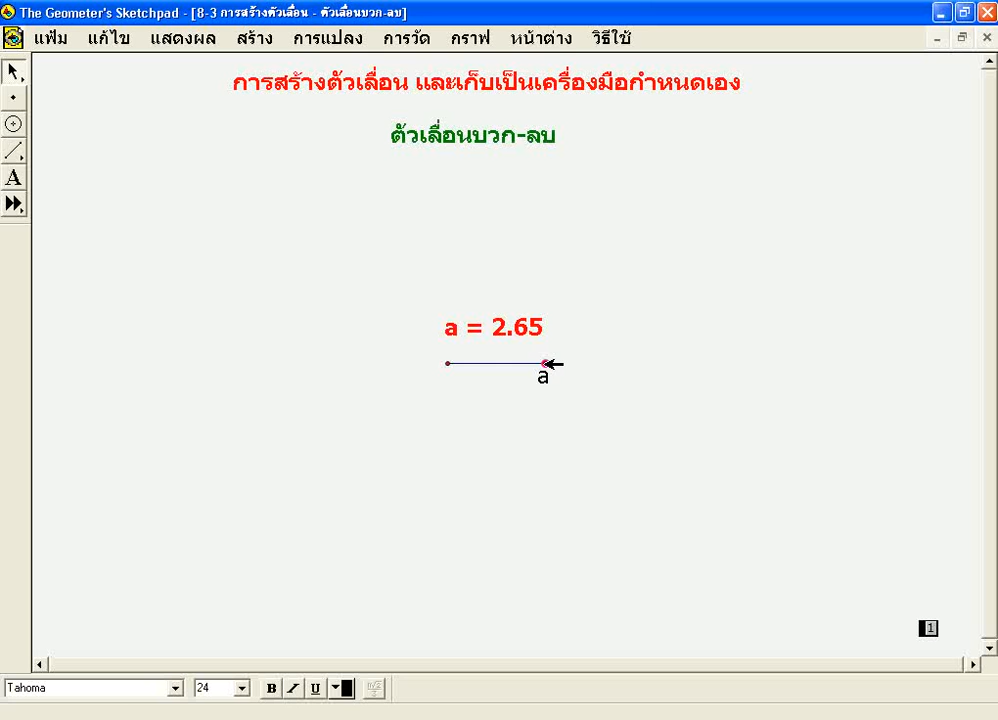 The Geometer's Sketchpad - [8-3 การสร้างตัวเลื่อน - ตัวเลื่อนบวก-ลบ]
แฟ้ม แก้ไข แสดงผล สร้าง การแปลง การวัด กราฟ หน้าต่าง วิธีใช้
การสร้างตัวเลื่อน และเก็บเป็นเครื่องมือกำหนดเอง
ตัวเลื่อนบวก-ลบ
A
a = 2.65
a
1
Tahoma 24 B I U